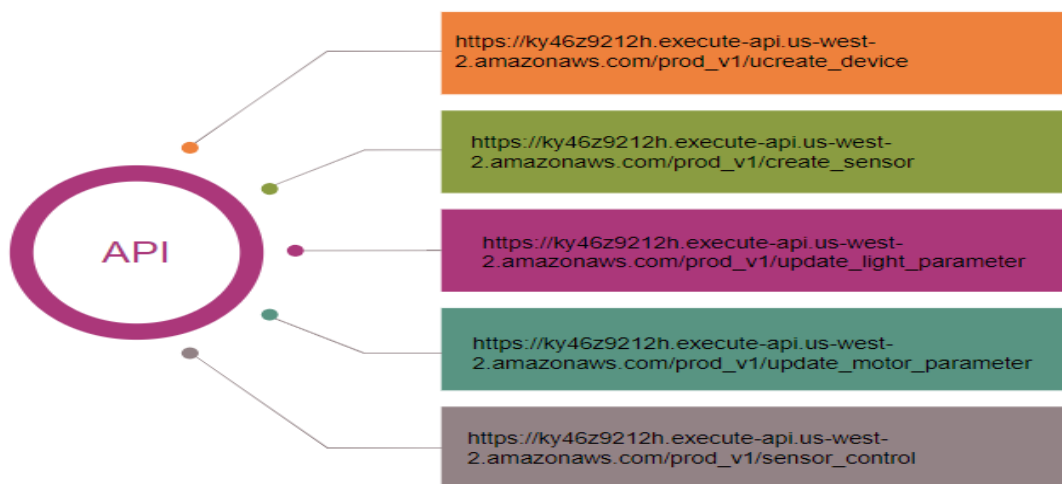 https://ky46z9212h.execute-api.us-west-
2.amazonaws.com/prod_v1/ucreate_device
https://ky46z9212h.execute-api.us-west-
2.amazonaws.com/prod_v1/create_sensor
API
https://ky46z9212h.execute-api.us-west-
2.amazonaws.com/prod_v1/update_light_parameter
https://ky46z9212h.execute-api.us-west-
2.amazonaws.com/prod_v1/update_motor_parameter
https://ky46z9212h.execute-api.us-west-
2.amazonaws.com/prod_v1/sensor_control